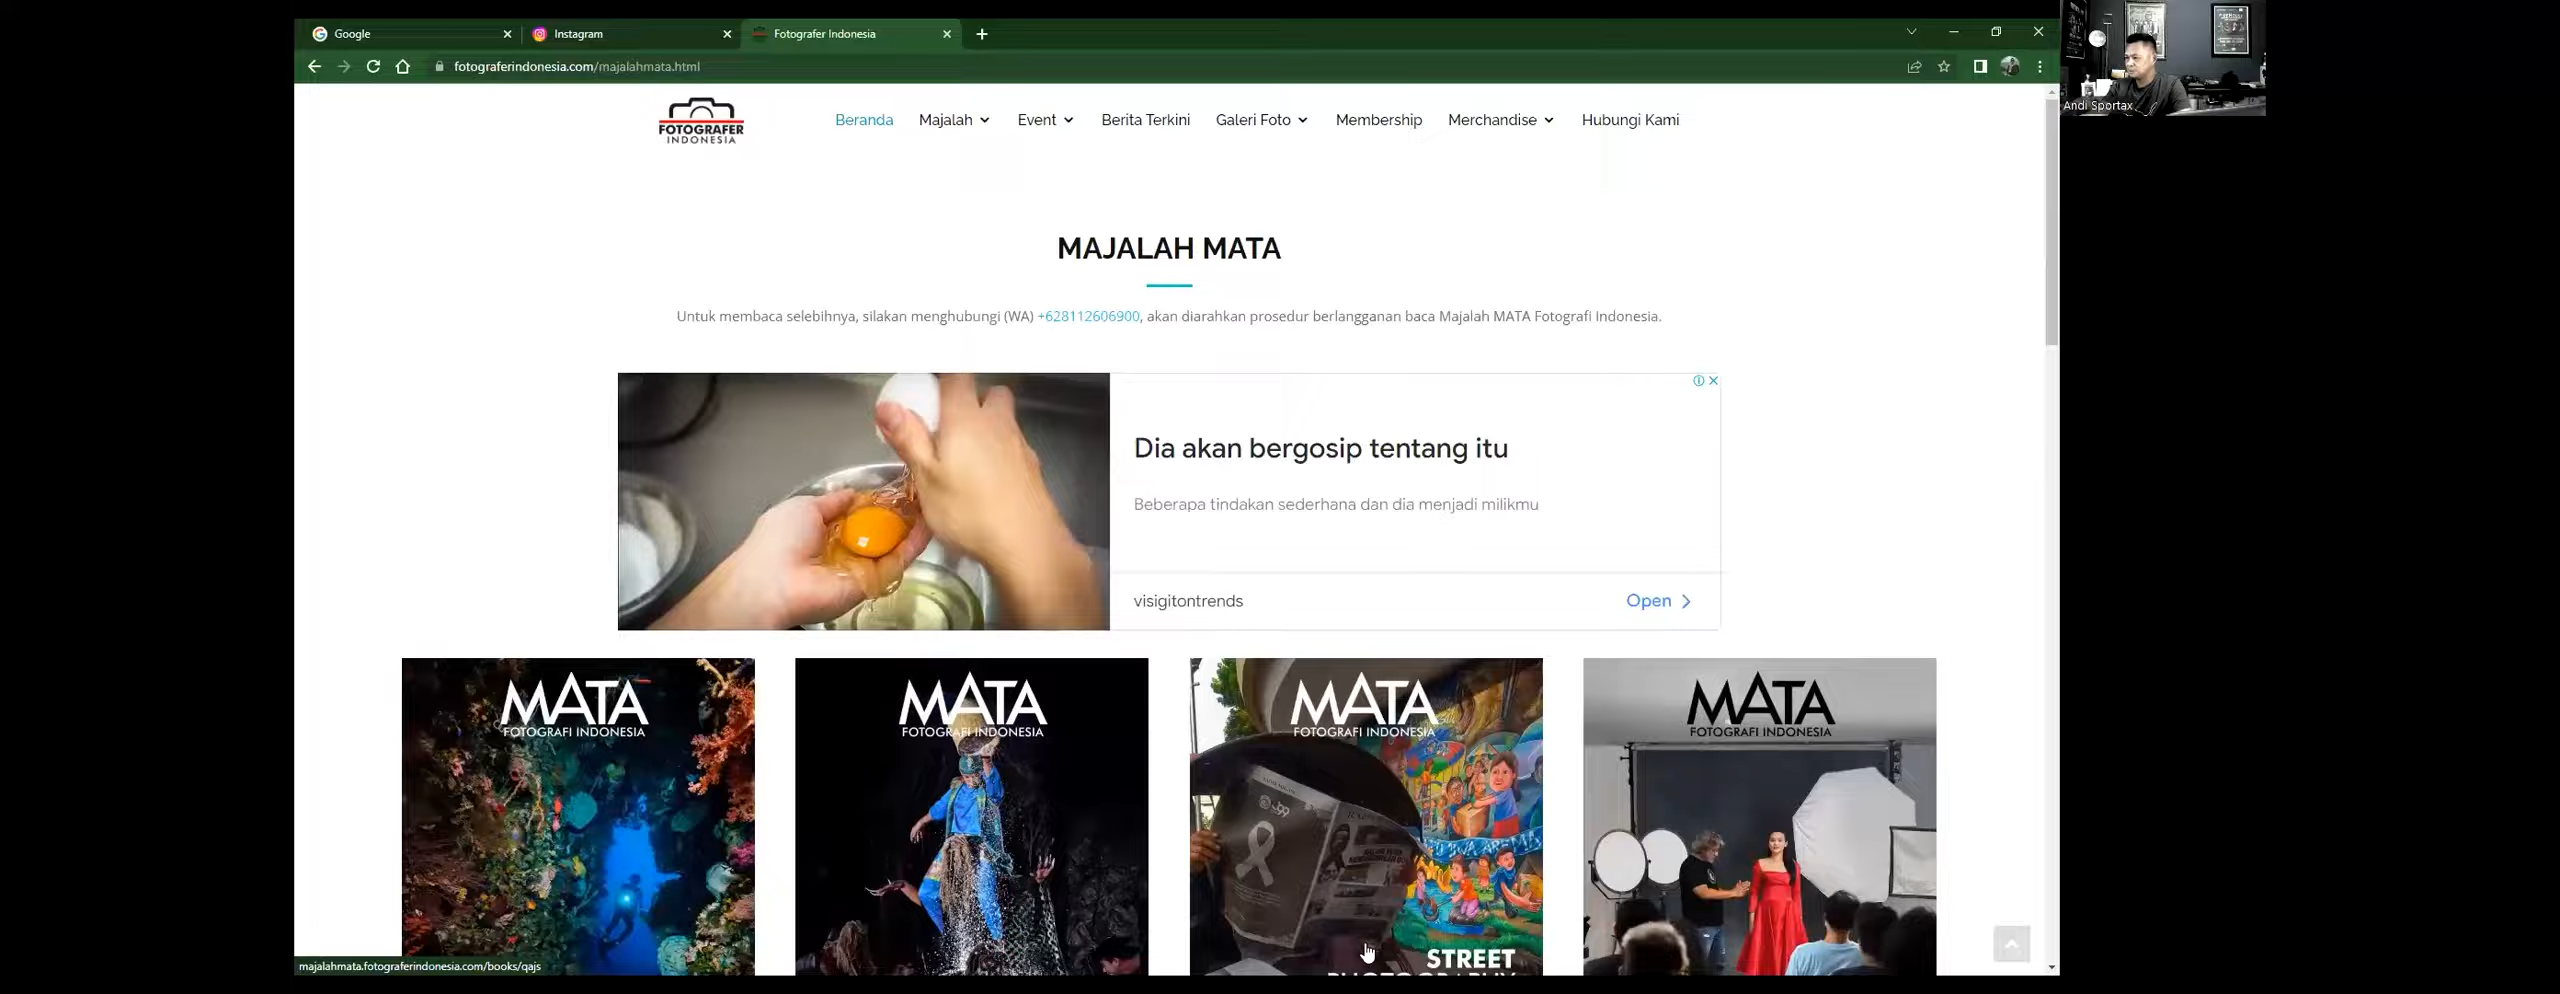 Google
Instagram
Fotografer Indonesia
fotograferindonesia.com/majalahmata.html
Andi Sportax
FOTOGRAFER
INDONESIA
Beranda
Majalah
Event
Berita Terkini
Galeri Foto
Membership
Merchandise
Hubungi Kami
MAJALAH MATA
Untuk membaca selebihnya, silakan menghubungi (WA) +628112606900, akan diarahkan prosedur berlangganan baca Majalah MATA Fotografi Indonesia.
Dia akan bergosip tentang itu
Beberapa tindakan sederhana dan dia menjadi milikmu
visigitontrends
Open
MATA
FOTOGRAFI INDONESIA
MATA
FOTOGRAFI INDONESIA
MATA
FOTOGRAFI INDONESIA
STREET
PHOTOGRAPHY
MATA
FOTOGRAFI INDONESIA
majalahmata.fotograferindonesia.com/books/qajs